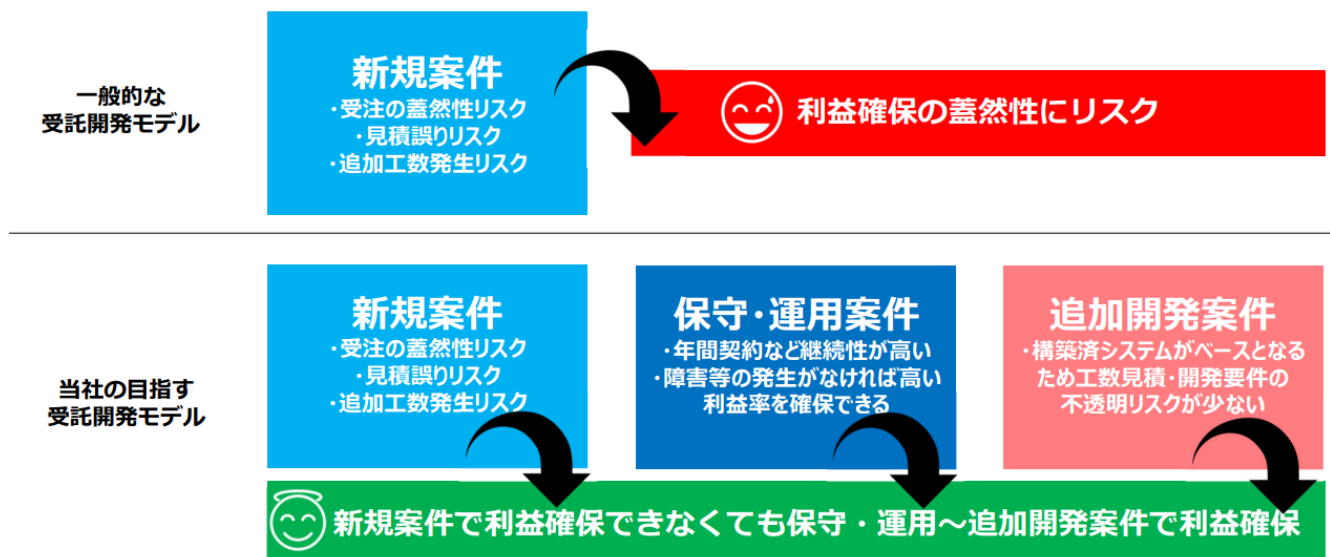 一般的な
受託開発モデル
新規案件
・受注の蓋然性リスク
・見積誤りリスク
・追加工数発生リスク
利益確保の蓋然性にリスク
当社の目指す
受託開発モデル
新規案件
・受注の蓋然性リスク
・見積誤りリスク
・追加工数発生リスク
保守・運用案件
・年間契約など継続性が高い
・障害等の発生がなければ高い
利益率を確保できる
追加開発案件
・構築済システムがベースとなる
ため工数見積・開発要件の
不透明リスクが少ない
新規案件で利益確保できなくても保守・運用～追加開発案件で利益確保